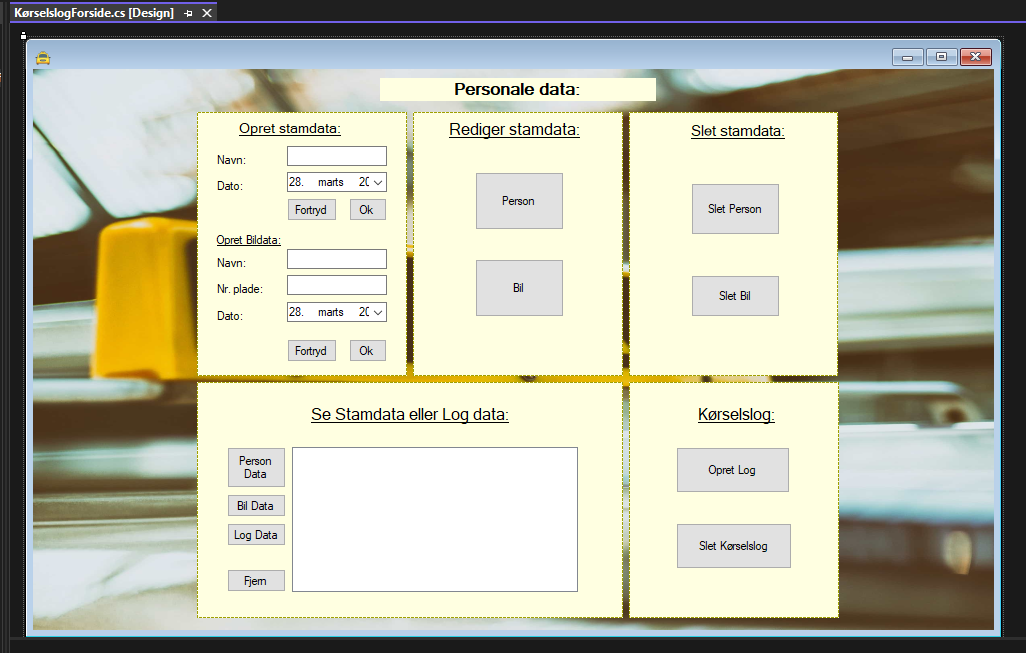 KørselslogForside.cs [Design]
Personale data:
Opret stamdata:
Navn:
Dato:
28. marts 20
Fortryd
Ok
Opret Bildata:
Navn:
Nr. plade:
Dato:
28. marts 20
Fortryd
Ok
Rediger stamdata:
Person
Bil
Slet stamdata:
Slet Person
Slet Bil
Se Stamdata eller Log data:
Person
Data
Bil Data
Log Data
Fjern
Kørselslog:
Opret Log
Slet Kørselslog